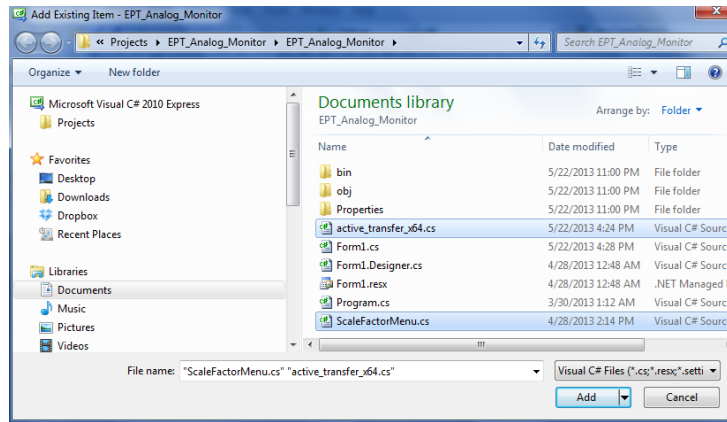 Add Existing Item - EPT_Analog_Monitor
« Projects ▸ EPT_Analog_Monitor ▸ EPT_Analog_Monitor ▸
Search EPT_Analog_Monitor
Organize ▾ New folder
Microsoft Visual C# 2010 Express
Projects
Favorites
Desktop
Downloads
Dropbox
Recent Places
Libraries
Documents
Music
Pictures
Videos
Documents library
EPT_Analog_Monitor
Arrange by: Folder ▾
Name Date modified Type
bin 5/22/2013 11:00 PM File folder
obj 5/22/2013 11:00 PM File folder
Properties 5/22/2013 11:00 PM File folder
active_transfer_x64.cs 5/22/2013 4:24 PM Visual C# Sourc
Form1.cs 5/22/2013 4:28 PM Visual C# Sourc
Form1.Designer.cs 4/28/2013 12:48 AM Visual C# Sourc
Form1.resx 4/28/2013 12:48 AM .NET Managed
Program.cs 3/30/2013 1:12 AM Visual C# Sourc
ScaleFactorMenu.cs 4/28/2013 2:14 PM Visual C# Sourc
File name: "ScaleFactorMenu.cs" "active_transfer_x64.cs"
Visual C# Files (*.cs;*.resx;*.setti
Add Cancel